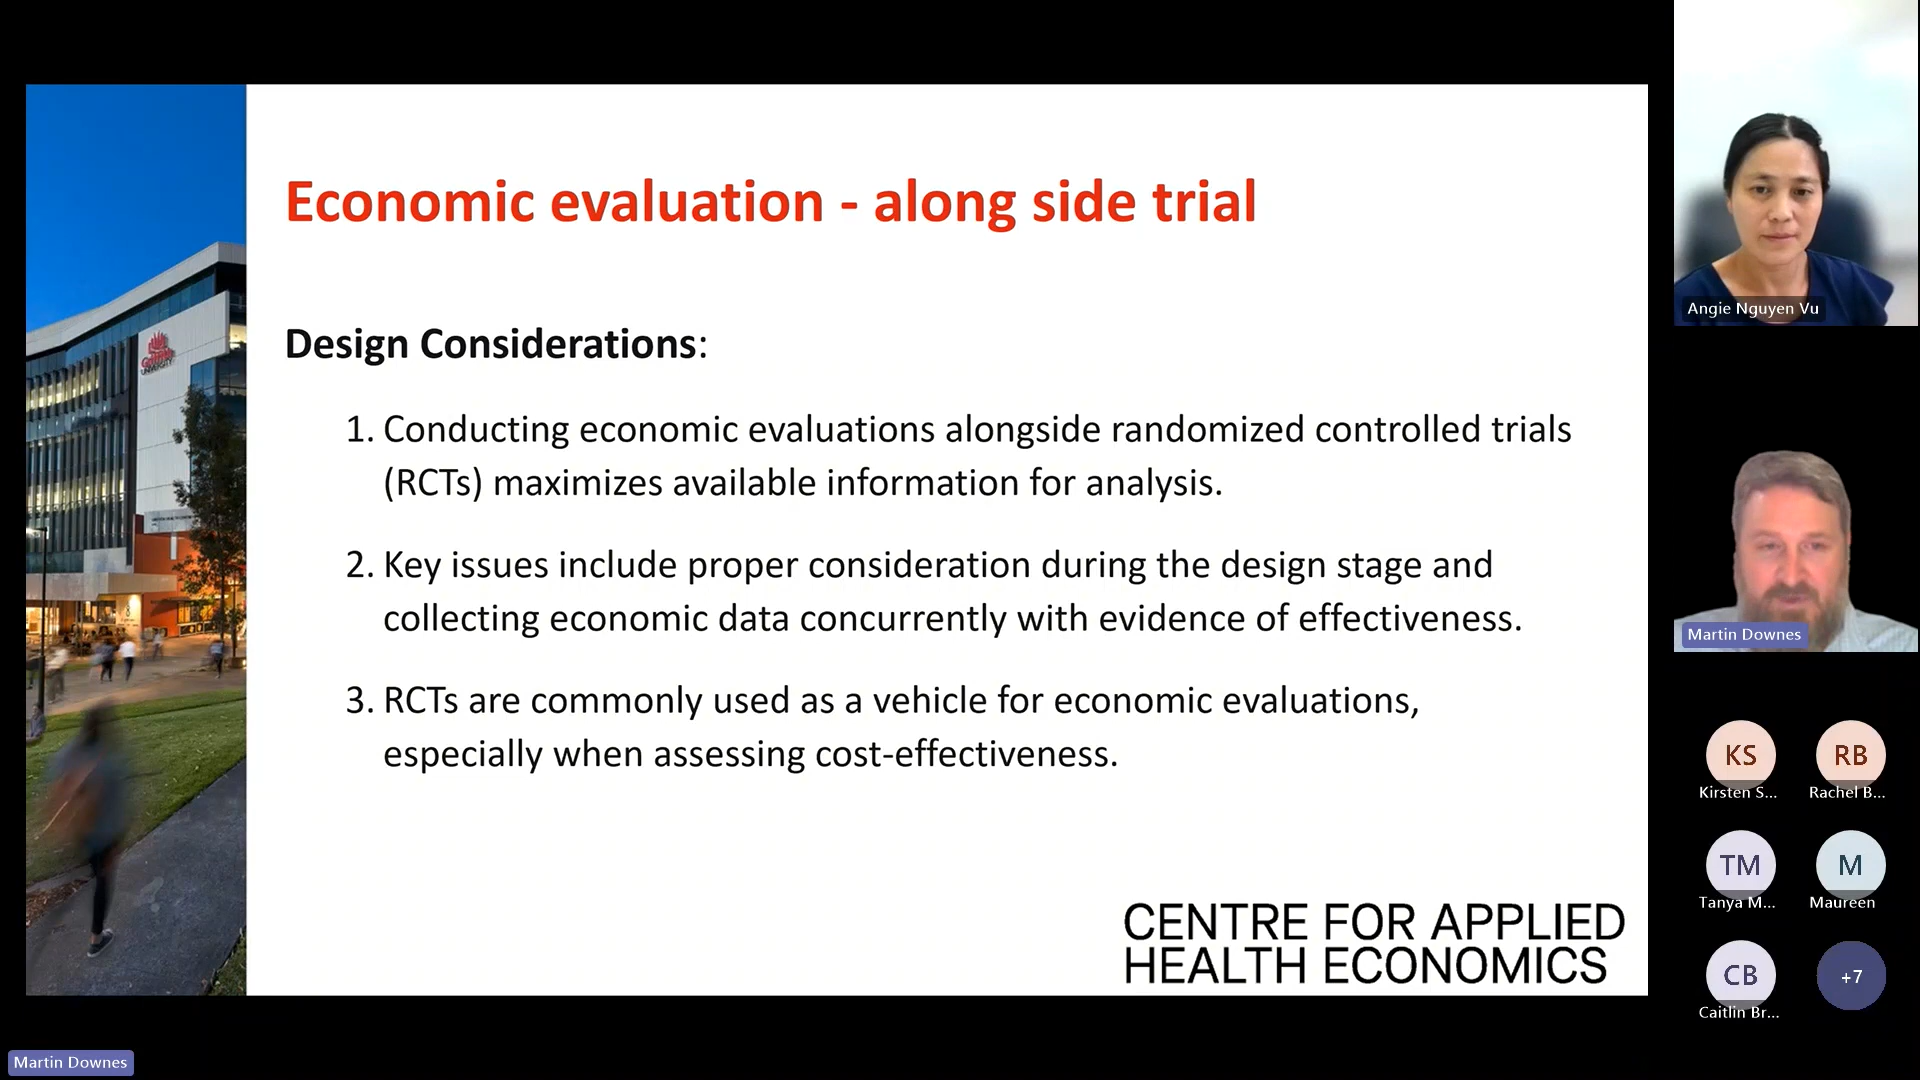 Economic evaluation - along side trial
Design Considerations:
1. Conducting economic evaluations alongside randomized controlled trials
(RCTs) maximizes available information for analysis.
2. Key issues include proper consideration during the design stage and
collecting economic data concurrently with evidence of effectiveness.
3. RCTs are commonly used as a vehicle for economic evaluations,
especially when assessing cost-effectiveness.
CENTRE FOR APPLIED
HEALTH ECONOMICS
Griffith
UNIVERSITY
Angie Nguyen Vu
Martin Downes
KS
Kirsten S...
RB
Rachel B...
TM
Tanya M...
M
Maureen
CB
Caitlin Br...
+7
Martin Downes